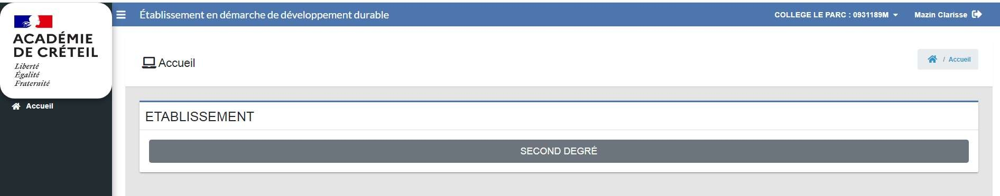 Établissement en démarche de développement durable
COLLEGE LE PARC : 0931189M
Mazin Clarisse
ACADÉMIE
DE CRÉTEIL
Liberté
Égalité
Fraternité
Accueil
Accueil
/ Accueil
ETABLISSEMENT
SECOND DEGRÉ